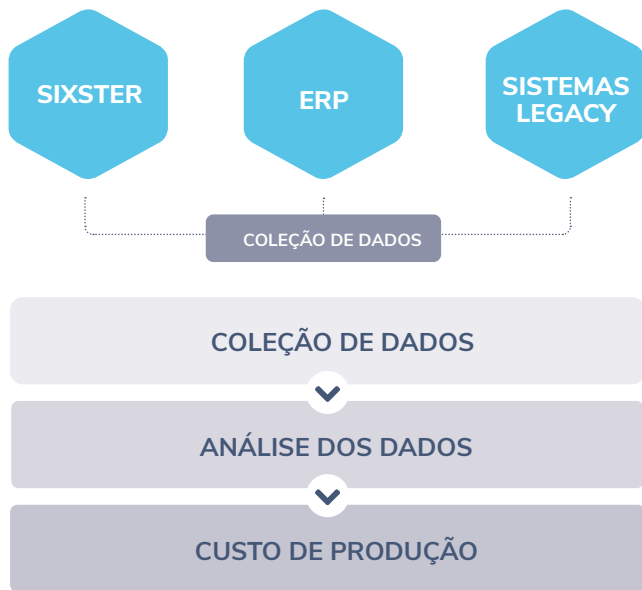 SIXSTER
ERP
SISTEMAS
LEGACY
COLEÇÃO DE DADOS
COLEÇÃO DE DADOS
ANÁLISE DOS DADOS
CUSTO DE PRODUÇÃO